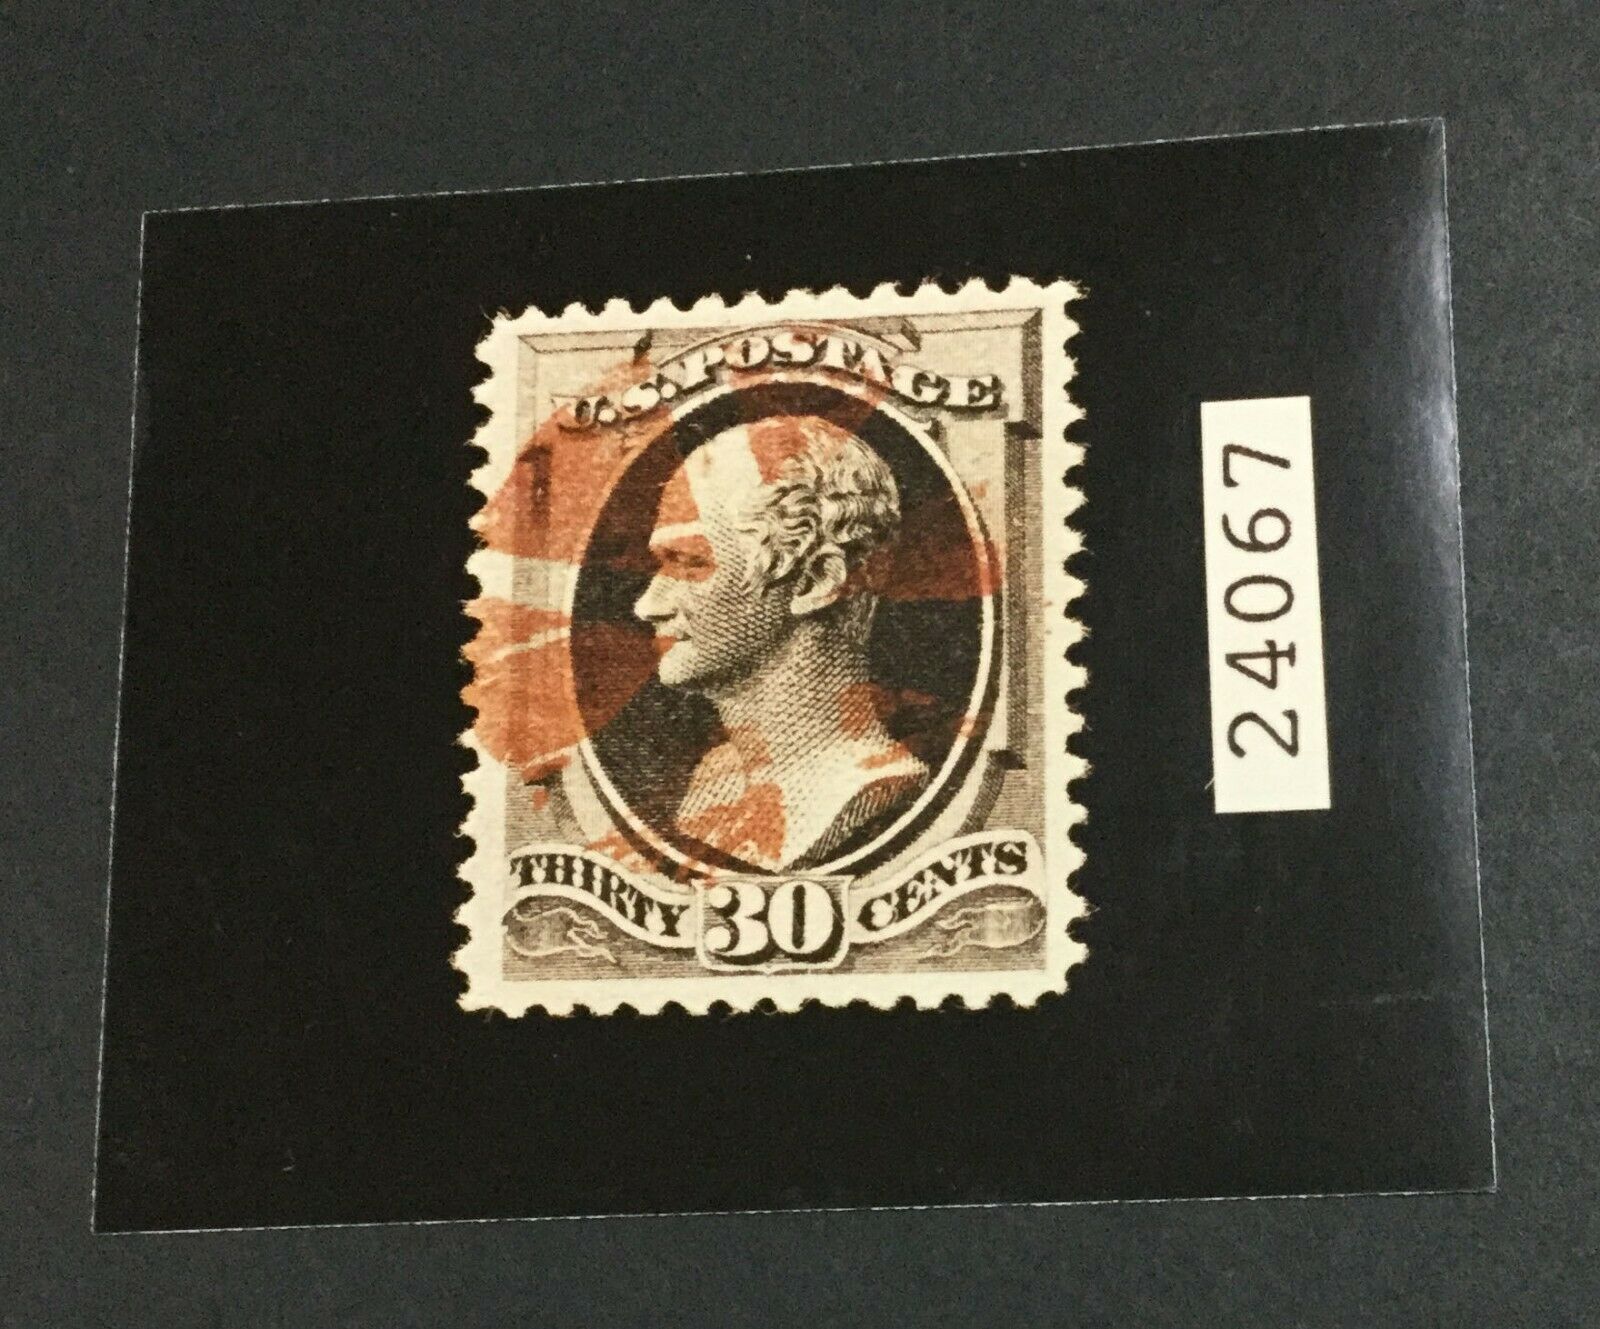 U.S. POSTAGE
THIRTY 30 CENTS
24067